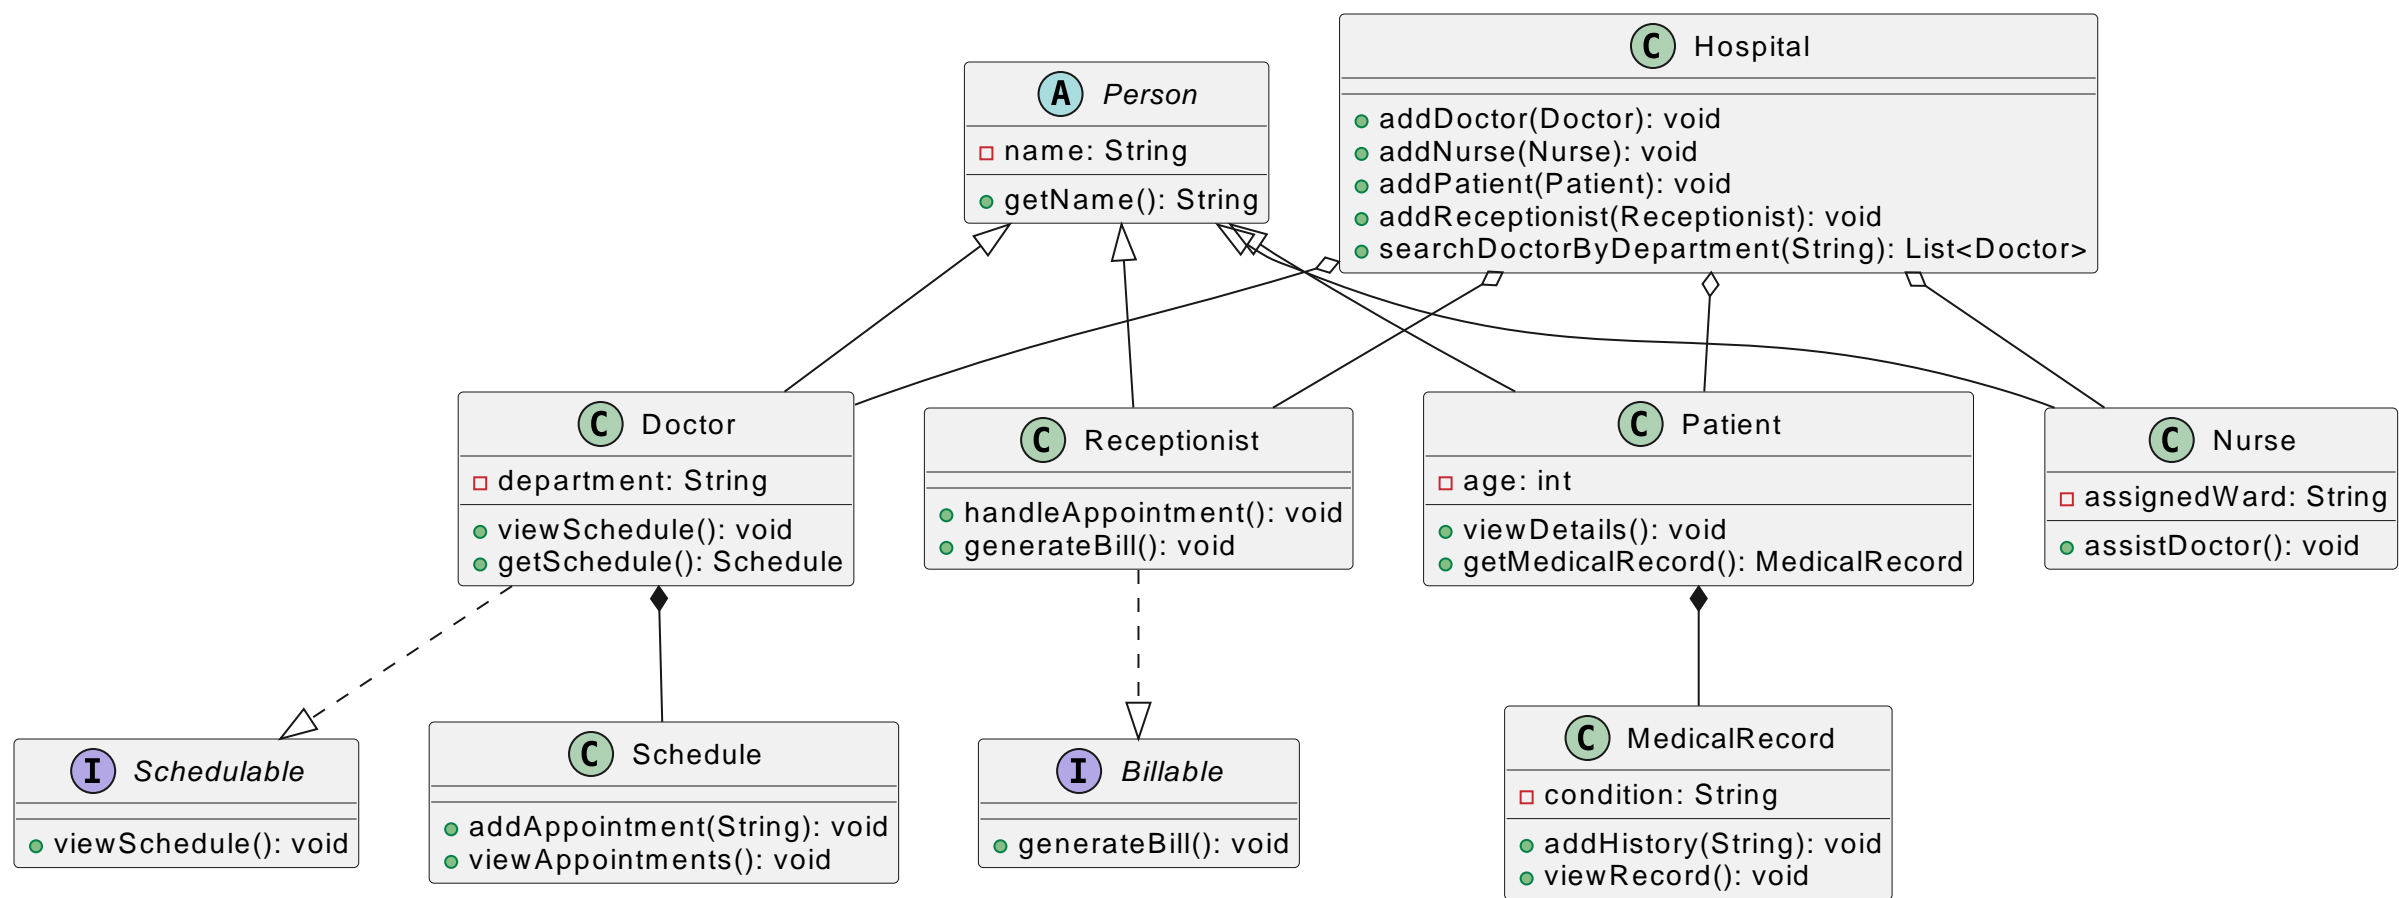 C Hospital
+ addDoctor(Doctor): void
addNurse(Nurse): void
addPatient(Patient): void
addReceptionist(Receptionist): void
searchDoctorByDepartment(String): List<Doctor>
A Person
name: String
getName(): String
C Doctor
department: String
viewSchedule(): void
getSchedule(): Schedule
C Receptionist
handleAppointment(): void
generateBill(): void
C Patient
age: int
viewDetails(): void
getMedicalRecord(): MedicalRecord
C Nurse
assignedWard: String
assistDoctor(): void
I Schedulable
viewSchedule(): void
C Schedule
addAppointment(String): void
viewAppointments(): void
I Billable
generateBill(): void
C MedicalRecord
condition: String
addHistory(String): void
viewRecord(): void